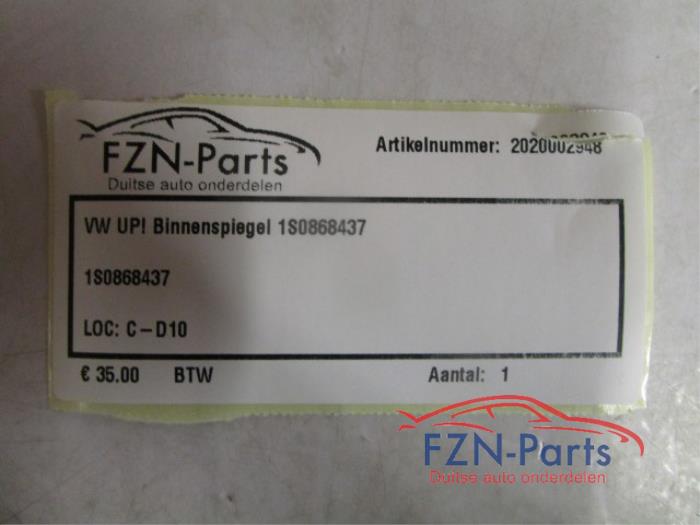 FZN-Parts
Duitse auto onderdelen
Artikelnummer: 2020002948
VW UP! Binnenspiegel 1S0868437
1S0868437
LOC: C-D10
€ 35.00 BTW Aantal: 1
FZN-Parts
Duitse auto onderdelen